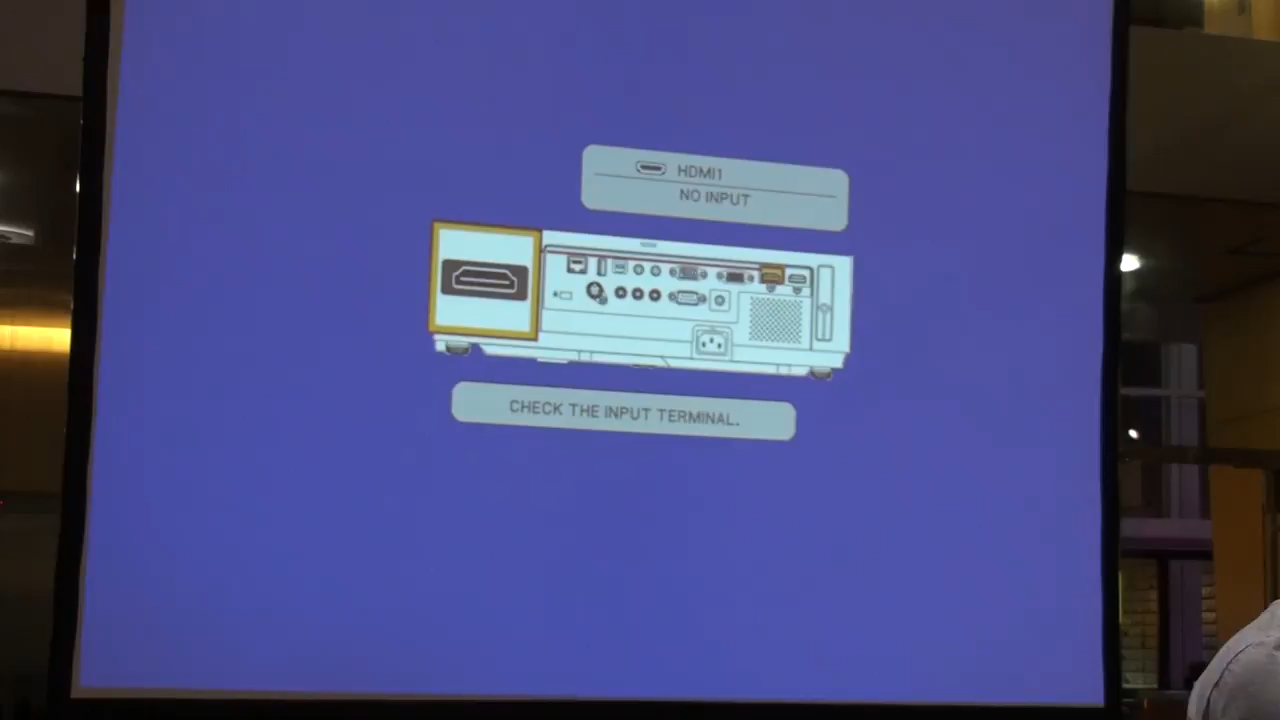 HDMI1
NO INPUT
CHECK THE INPUT TERMINAL.